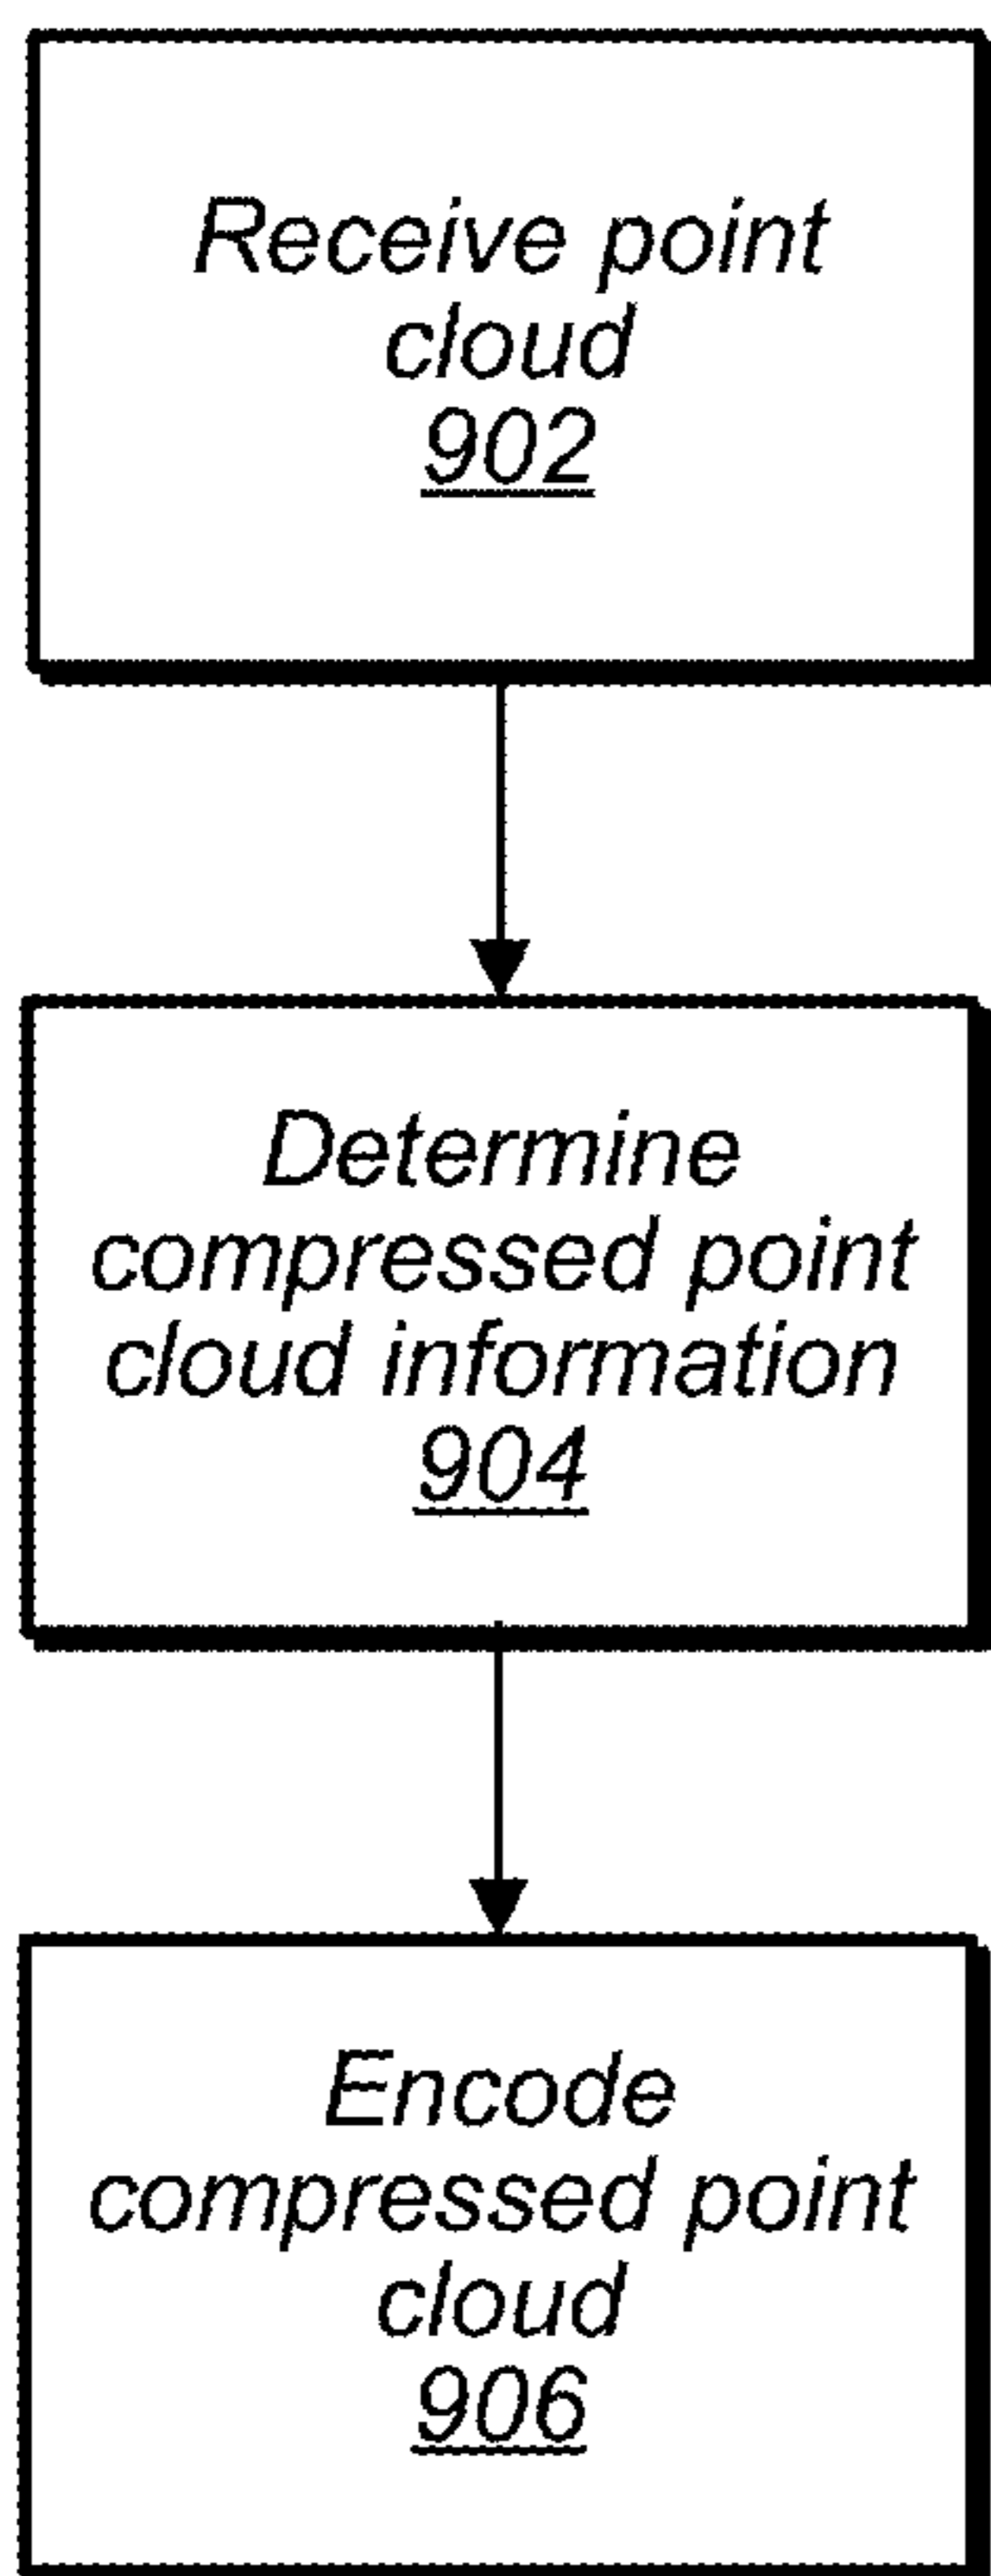 Receive point
cloud
902
Determine
compressed point
cloud information
904
Encode
compressed point
cloud
906